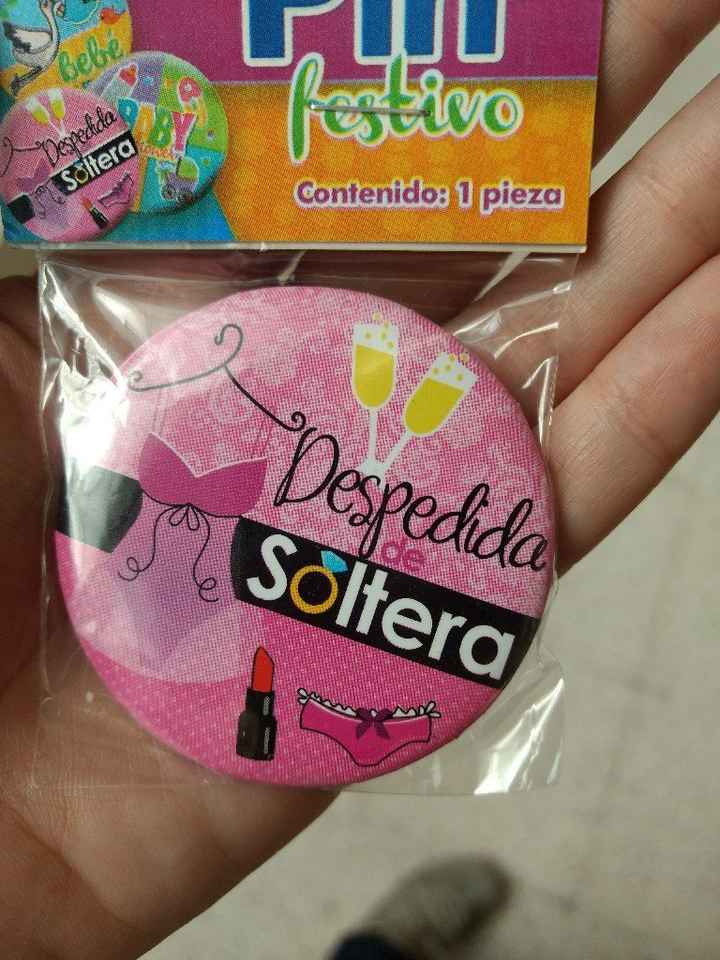 Pin
festivo
Contenido: 1 pieza
Bebé
BABY
Despedida
Soltera
Despedida
de
Soltera